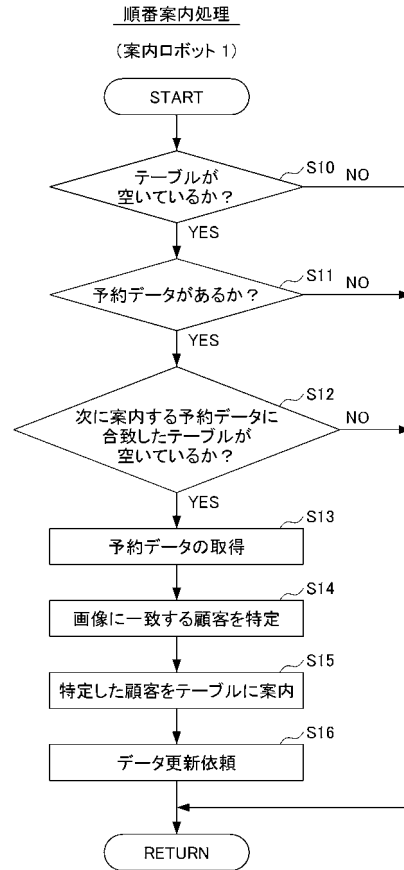 順番案内処理
(案内ロボット 1)
START
S10
テーブルが
空いているか？
NO
YES
S11
予約データがあるか？
NO
YES
S12
次に案内する予約データに
合致したテーブルが
空いているか？
NO
YES
S13
予約データの取得
S14
画像に一致する顧客を特定
S15
特定した顧客をテーブルに案内
S16
データ更新依頼
RETURN